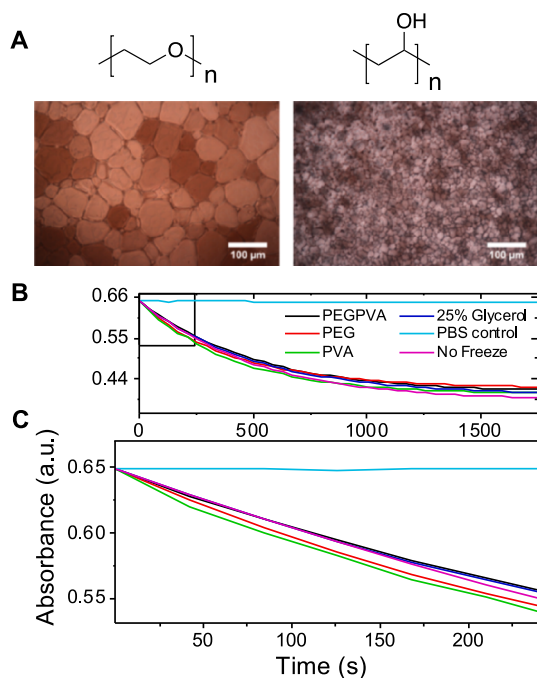 A
O
n
OH
n
100 μm
100 μm
B
0.66
0.55
0.44
PEGPVA
PEG
PVA
25% Glycerol
PBS control
No Freeze
0 500 1000 1500
C
0.65
0.60
0.55
Absorbance (a.u.)
50 100 150 200
Time (s)